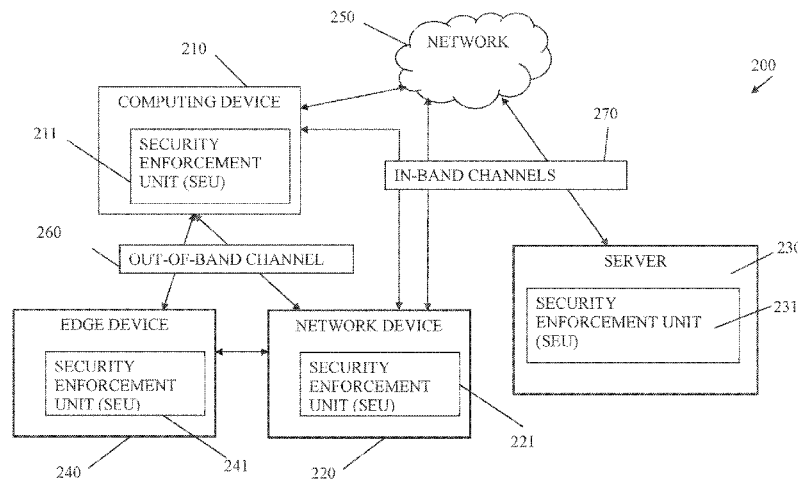 250
NETWORK
210
200
COMPUTING DEVICE
270
211
SECURITY
ENFORCEMENT
UNIT (SEU)
IN-BAND CHANNELS
260
OUT-OF-BAND CHANNEL
230
SERVER
EDGE DEVICE
NETWORK DEVICE
SECURITY
ENFORCEMENT UNIT
(SEU)
231
SECURITY
ENFORCEMENT
UNIT (SEU)
SECURITY
ENFORCEMENT
UNIT (SEU)
240
241
220
221